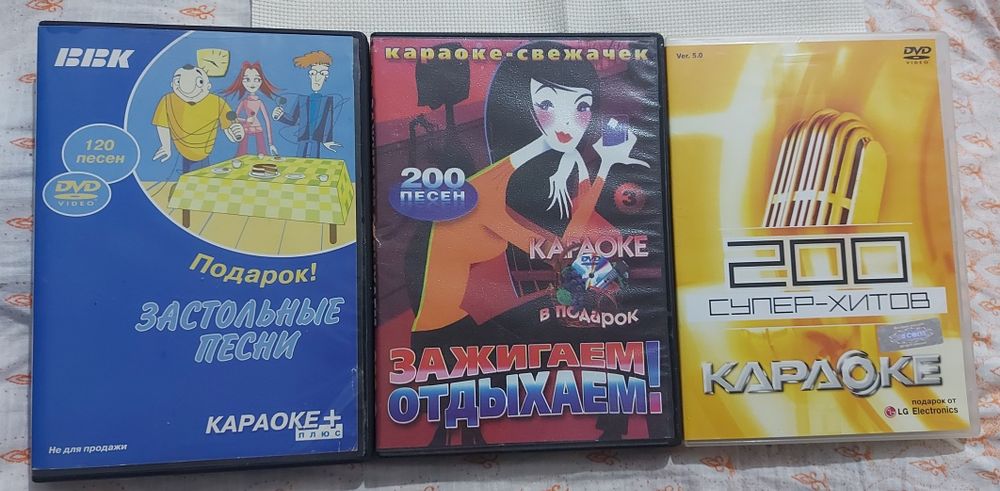 BBK
120
песен
DVD
VIDEO
Подарок!
ЗАСТОЛЬНЫЕ
ПЕСНИ
КАРАОКЕ+
ПЛЮС
Не для продажи
караоке-свежачек
200
ПЕСЕН
3
КАРАОКЕ
DVD
в подарок
ЗАЖИГАЕМ
ОТДЫХАЕМ!
Ver. 5.0
DVD
VIDEO
200
СУПЕР-ХИТОВ
КАРАОКЕ
подарок от
LG Electronics